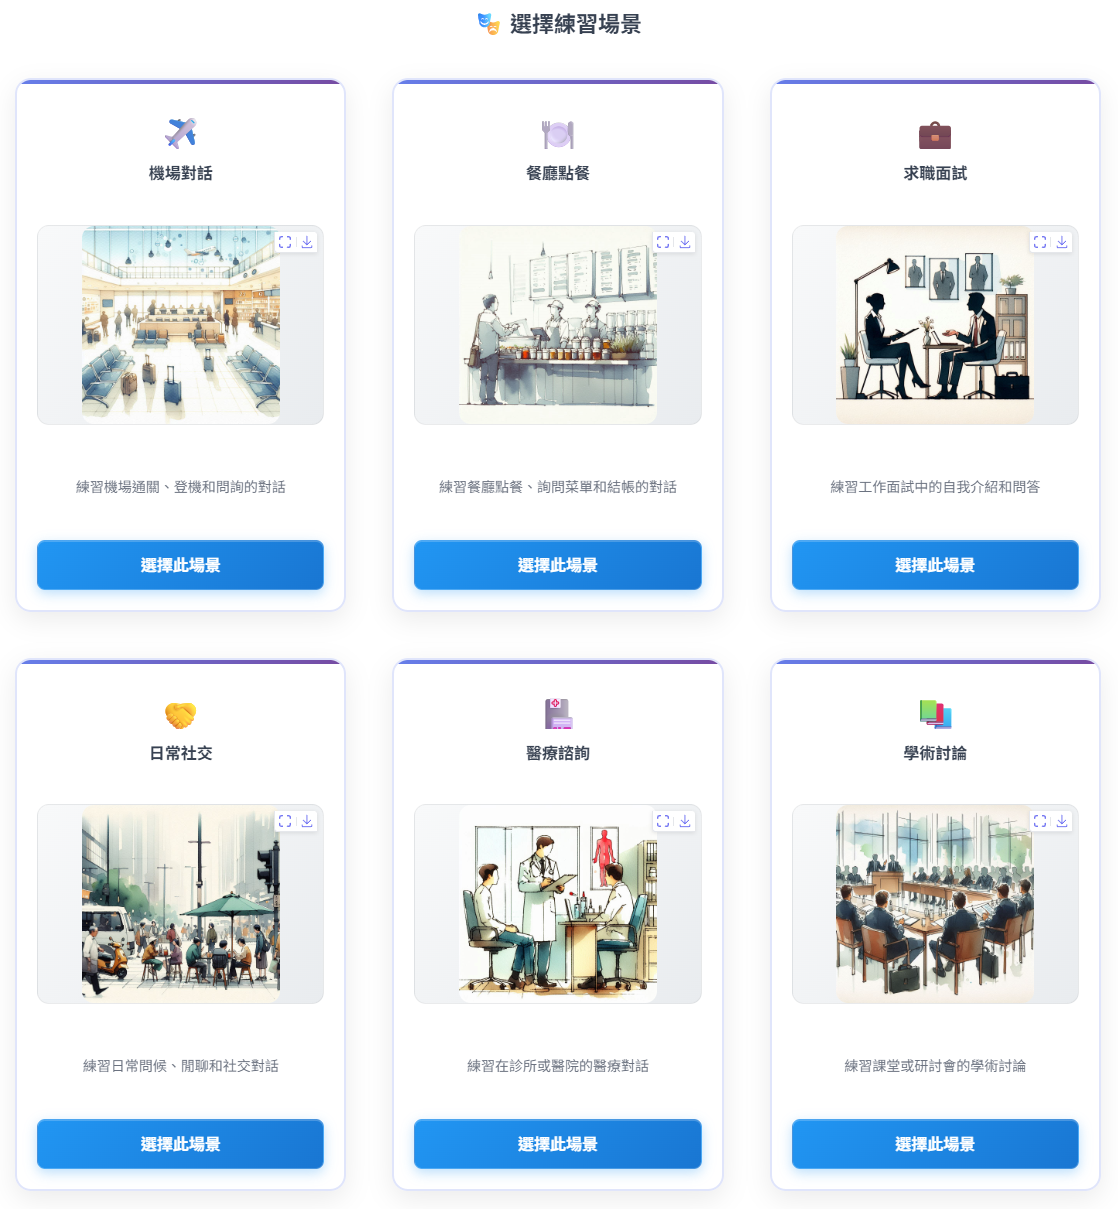 選擇練習場景
機場對話
餐廳點餐
求職面試
練習機場通關、登機和問詢的對話
練習餐廳點餐、詢問菜單和結帳的對話
練習工作面試中的自我介紹和問答
選擇此場景
選擇此場景
選擇此場景
日常社交
醫療諮詢
學術討論
練習日常問候、閒聊和社交對話
練習在診所或醫院的醫療對話
練習課堂或研討會的學術討論
選擇此場景
選擇此場景
選擇此場景